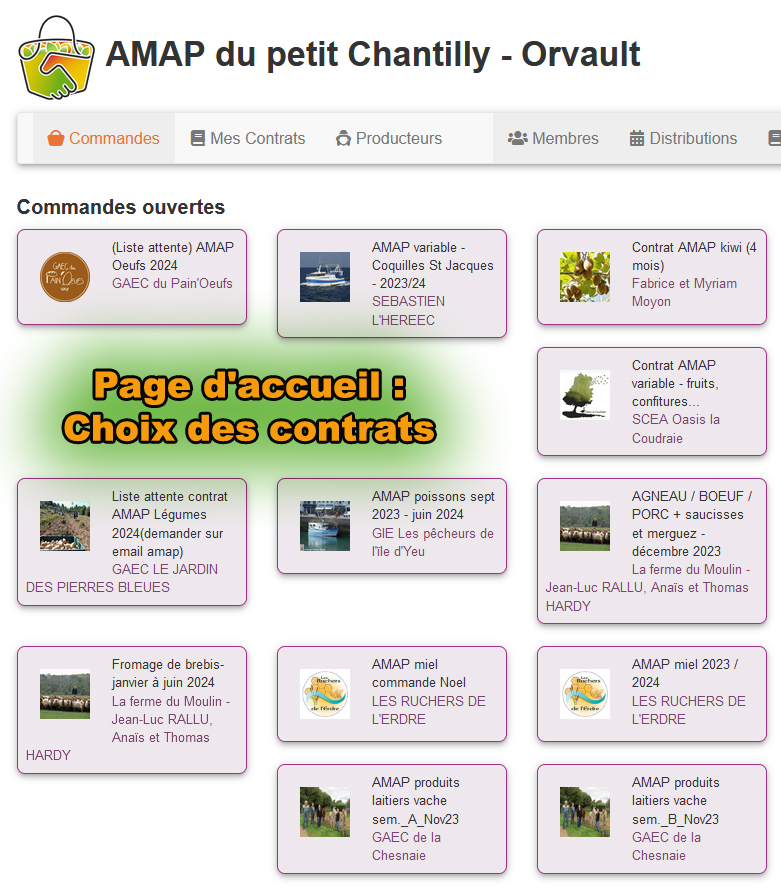 AMAP du petit Chantilly - Orvault
Commandes Mes Contrats Producteurs Membres Distributions
Commandes ouvertes
(Liste attente) AMAP
Oeufs 2024
GAEC du Pain'Oeufs
AMAP variable -
Coquilles St Jacques
- 2023/24
SEBASTIEN
L'HEREEC
Contrat AMAP kiwi (4
mois)
Fabrice et Myriam
Moyon
Page d'accueil :
Choix des contrats
Contrat AMAP
variable - fruits,
confitures...
SCEA Oasis la
Coudraie
Liste attente contrat
AMAP Légumes
2024(demander sur
email amap)
GAEC LE JARDIN
DES PIERRES BLEUES
AMAP poissons sept
2023 - juin 2024
GIE Les pêcheurs de
l'île d'Yeu
AGNEAU / BOEUF /
PORC + saucisses
et merguez -
décembre 2023
La ferme du Moulin -
Jean-Luc RALLU, Anaïs et Thomas
HARDY
Fromage de brebis-
janvier à juin 2024
La ferme du Moulin -
Jean-Luc RALLU,
Anaïs et Thomas
HARDY
AMAP miel
commande Noel
LES RUCHERS DE
L'ERDRE
AMAP miel 2023 /
2024
LES RUCHERS DE
L'ERDRE
AMAP produits
laitiers vache
sem._A_Nov23
GAEC de la
Chesnaie
AMAP produits
laitiers vache
sem._B_Nov23
GAEC de la
Chesnaie